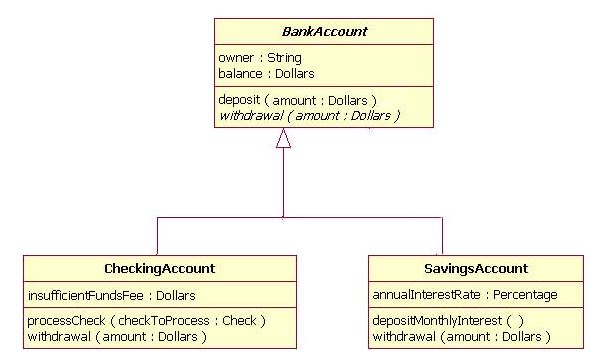 BankAccount
owner : String
balance : Dollars
deposit ( amount : Dollars )
withdrawal ( amount : Dollars )
CheckingAccount
insufficientFundsFee : Dollars
processCheck ( checkToProcess : Check )
withdrawal ( amount : Dollars )
SavingsAccount
annualInterestRate : Percentage
depositMonthlyInterest ( )
withdrawal ( amount : Dollars )